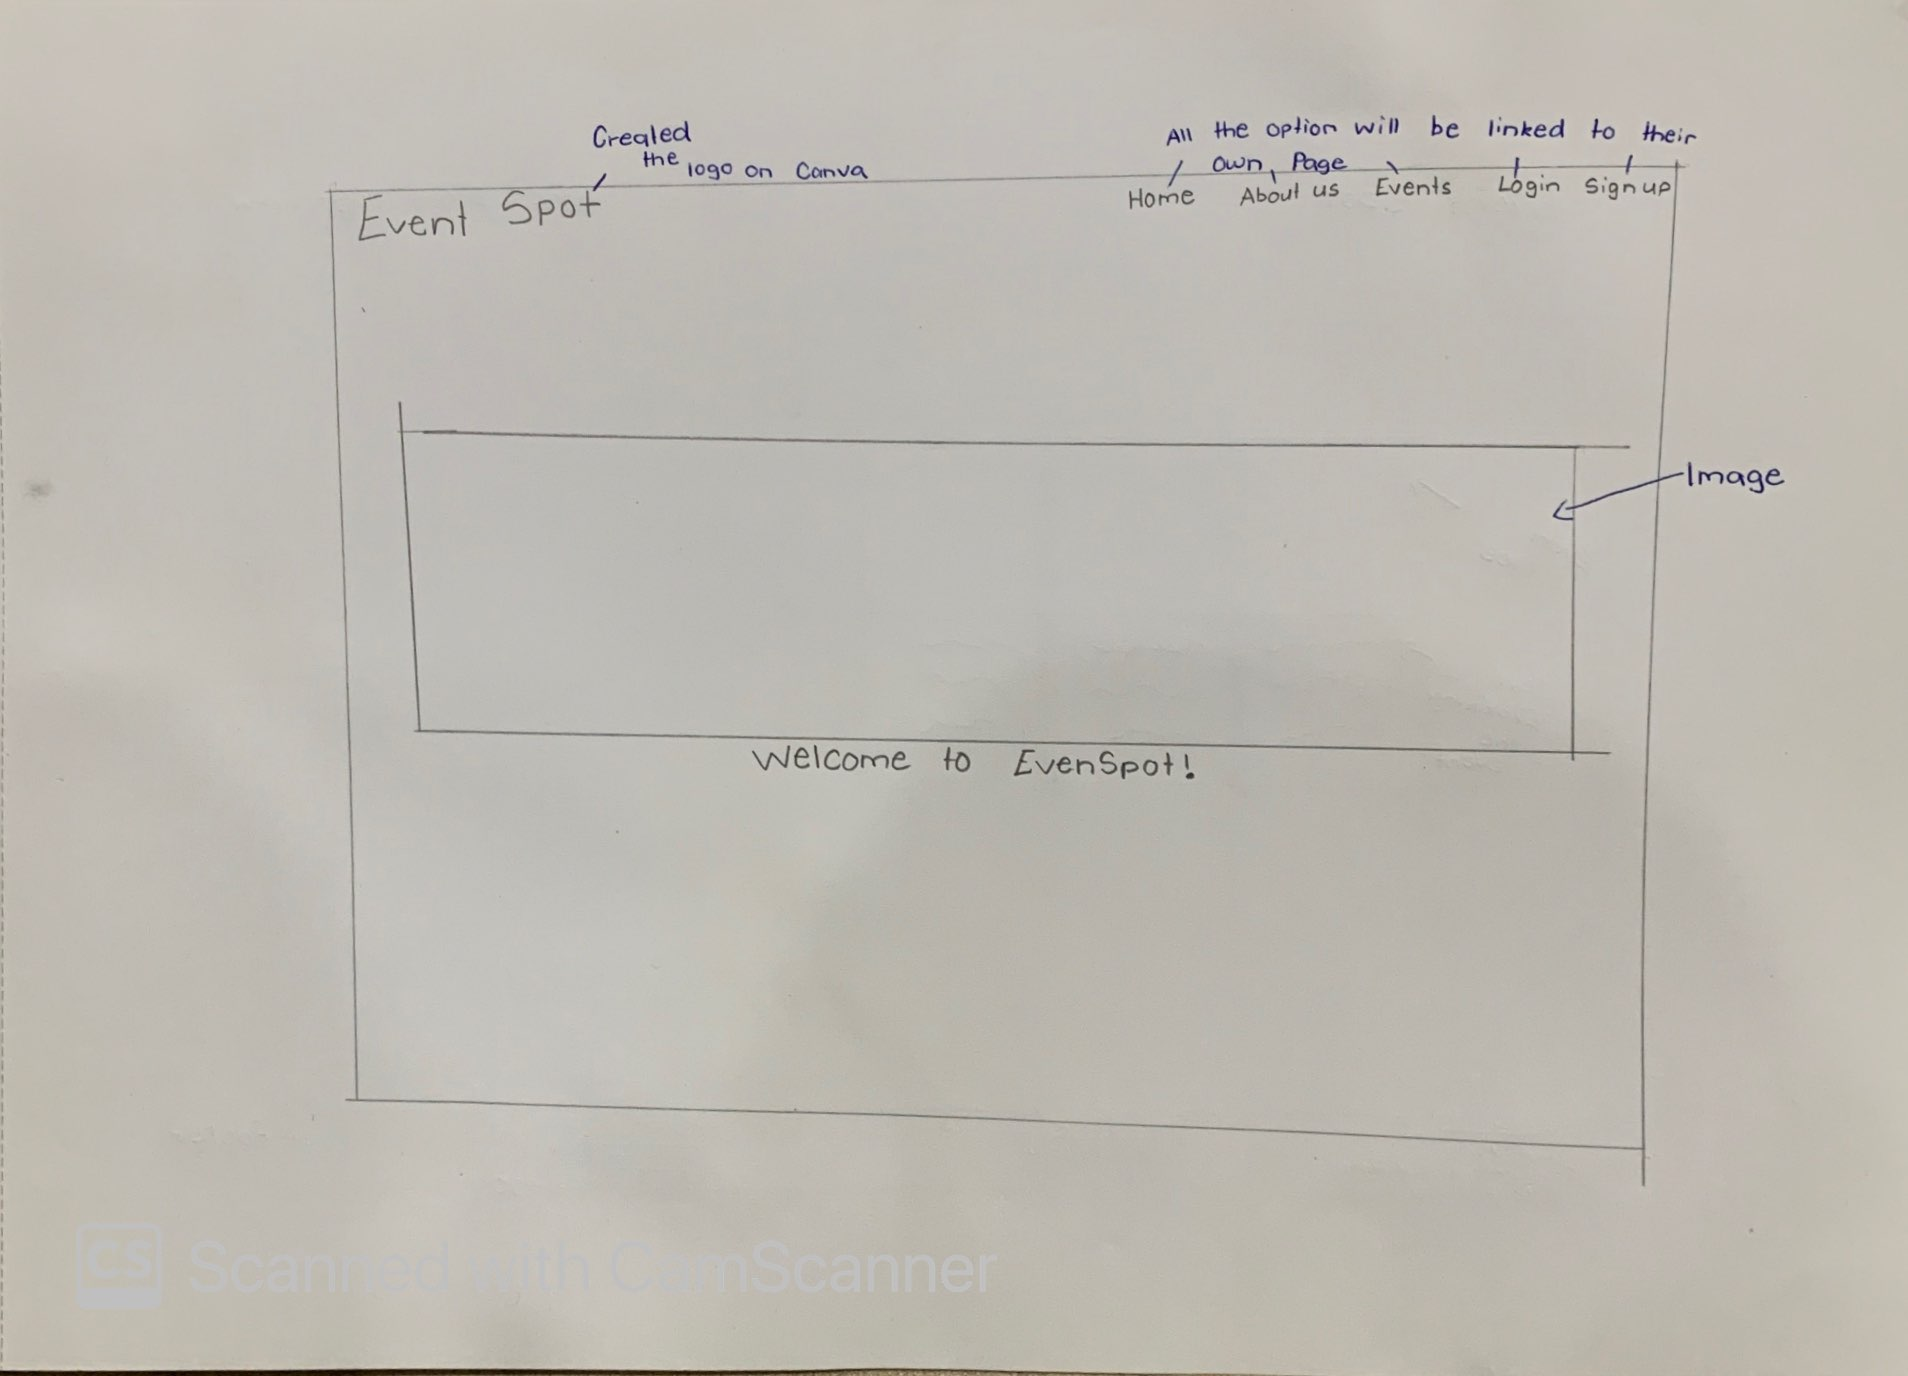 Created
the logo on Canva
All the option will be linked to their
own Page
Event Spot
Home About us Events Login Sign up
Image
Welcome to EvenSpot!
CS Scanned with CamScanner